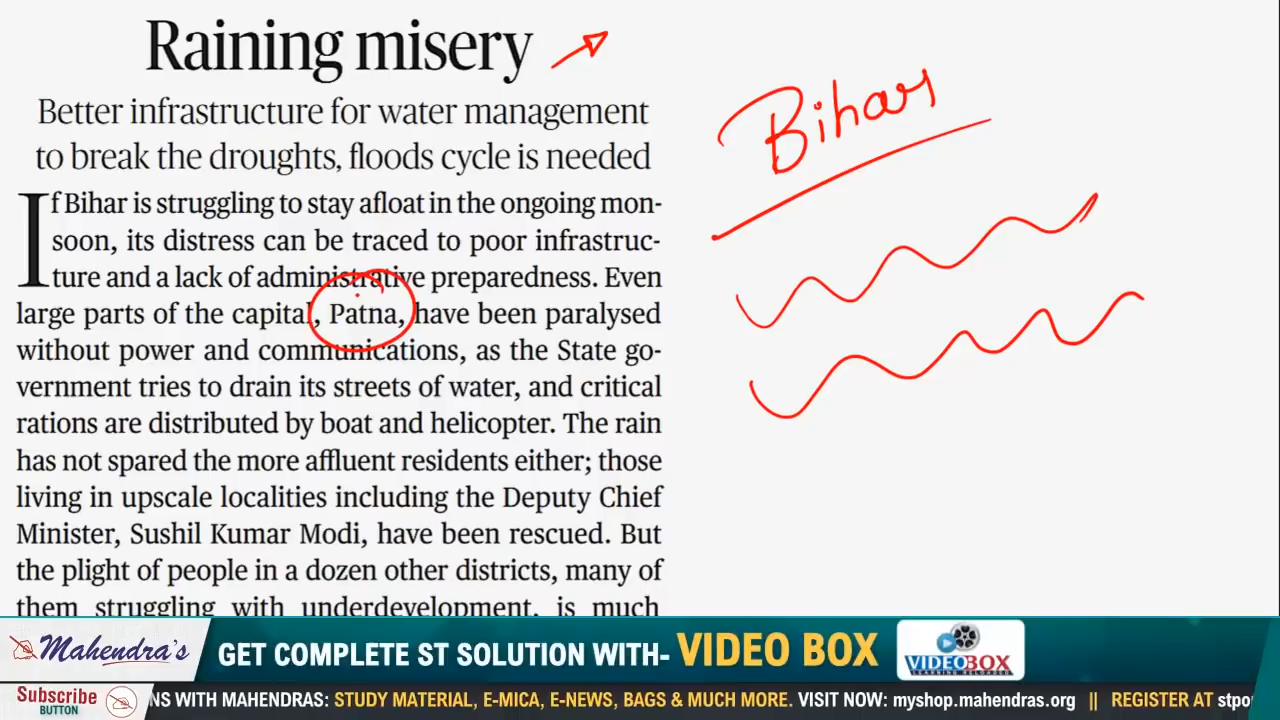 Raining misery
Better infrastructure for water management
to break the droughts, floods cycle is needed
If Bihar is struggling to stay afloat in the ongoing mon-
soon, its distress can be traced to poor infrastruc-
ture and a lack of administrative preparedness. Even
large parts of the capital, Patna, have been paralysed
without power and communications, as the State go-
vernment tries to drain its streets of water, and critical
rations are distributed by boat and helicopter. The rain
has not spared the more affluent residents either; those
living in upscale localities including the Deputy Chief
Minister, Sushil Kumar Modi, have been rescued. But
the plight of people in a dozen other districts, many of
them struggling with underdevelopment, is much
Bihar
Mahendra's
GET COMPLETE ST SOLUTION WITH- VIDEO BOX
VIDEOBOX
LEARNING RELOADED
Subscribe
BUTTON
NS WITH MAHENDRAS: STUDY MATERIAL, E-MICA, E-NEWS, BAGS & MUCH MORE. VISIT NOW: myshop.mahendras.org || REGISTER AT stpo